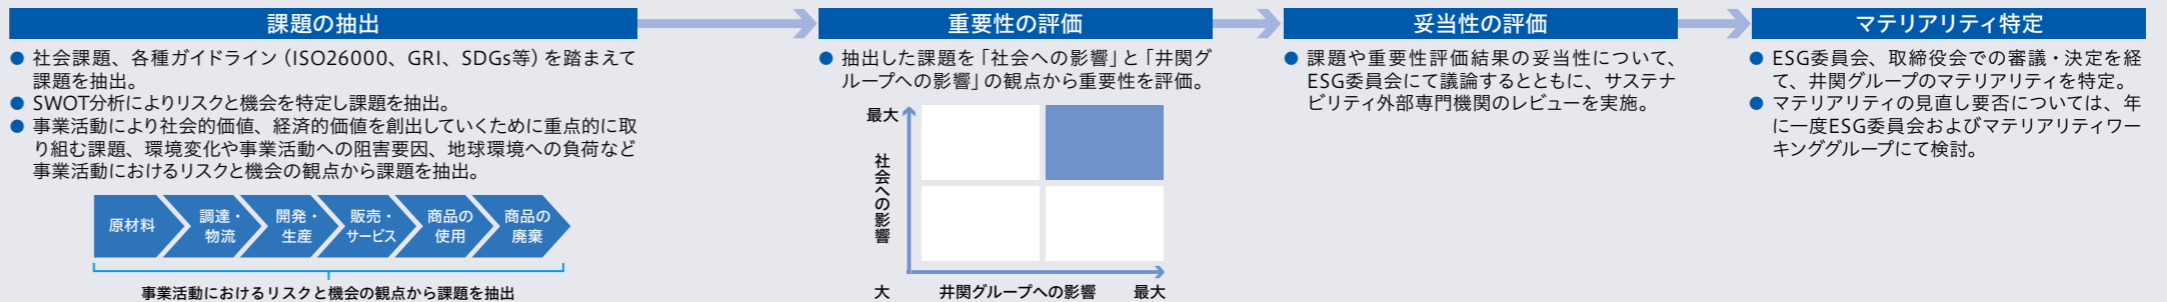 課題の抽出
● 社会課題、各種ガイドライン（ISO26000、GRI、SDGs等）を踏まえて
課題を抽出。
● SWOT分析によりリスクと機会を特定し課題を抽出。
● 事業活動により社会的価値、経済的価値を創出していくために重点的に取
り組む課題、環境変化や事業活動への阻害要因、地球環境への負荷など
事業活動におけるリスクと機会の観点から課題を抽出。
原材料
調達・
物流
開発・
生産
販売・
サービス
商品の
使用
商品の
廃棄
事業活動におけるリスクと機会の観点から課題を抽出
重要性の評価
● 抽出した課題を「社会への影響」と「井関グ
ループへの影響」の観点から重要性を評価。
最大
社会への影響
大
井関グループへの影響
最大
妥当性の評価
● 課題や重要性評価結果の妥当性について、
ESG委員会にて議論するとともに、サステナ
ビリティ外部専門機関のレビューを実施。
マテリアリティ特定
● ESG委員会、取締役会での審議・決定を経
て、井関グループのマテリアリティを特定。
● マテリアリティの見直し要否については、年
に一度ESG委員会およびマテリアリティワー
キンググループにて検討。